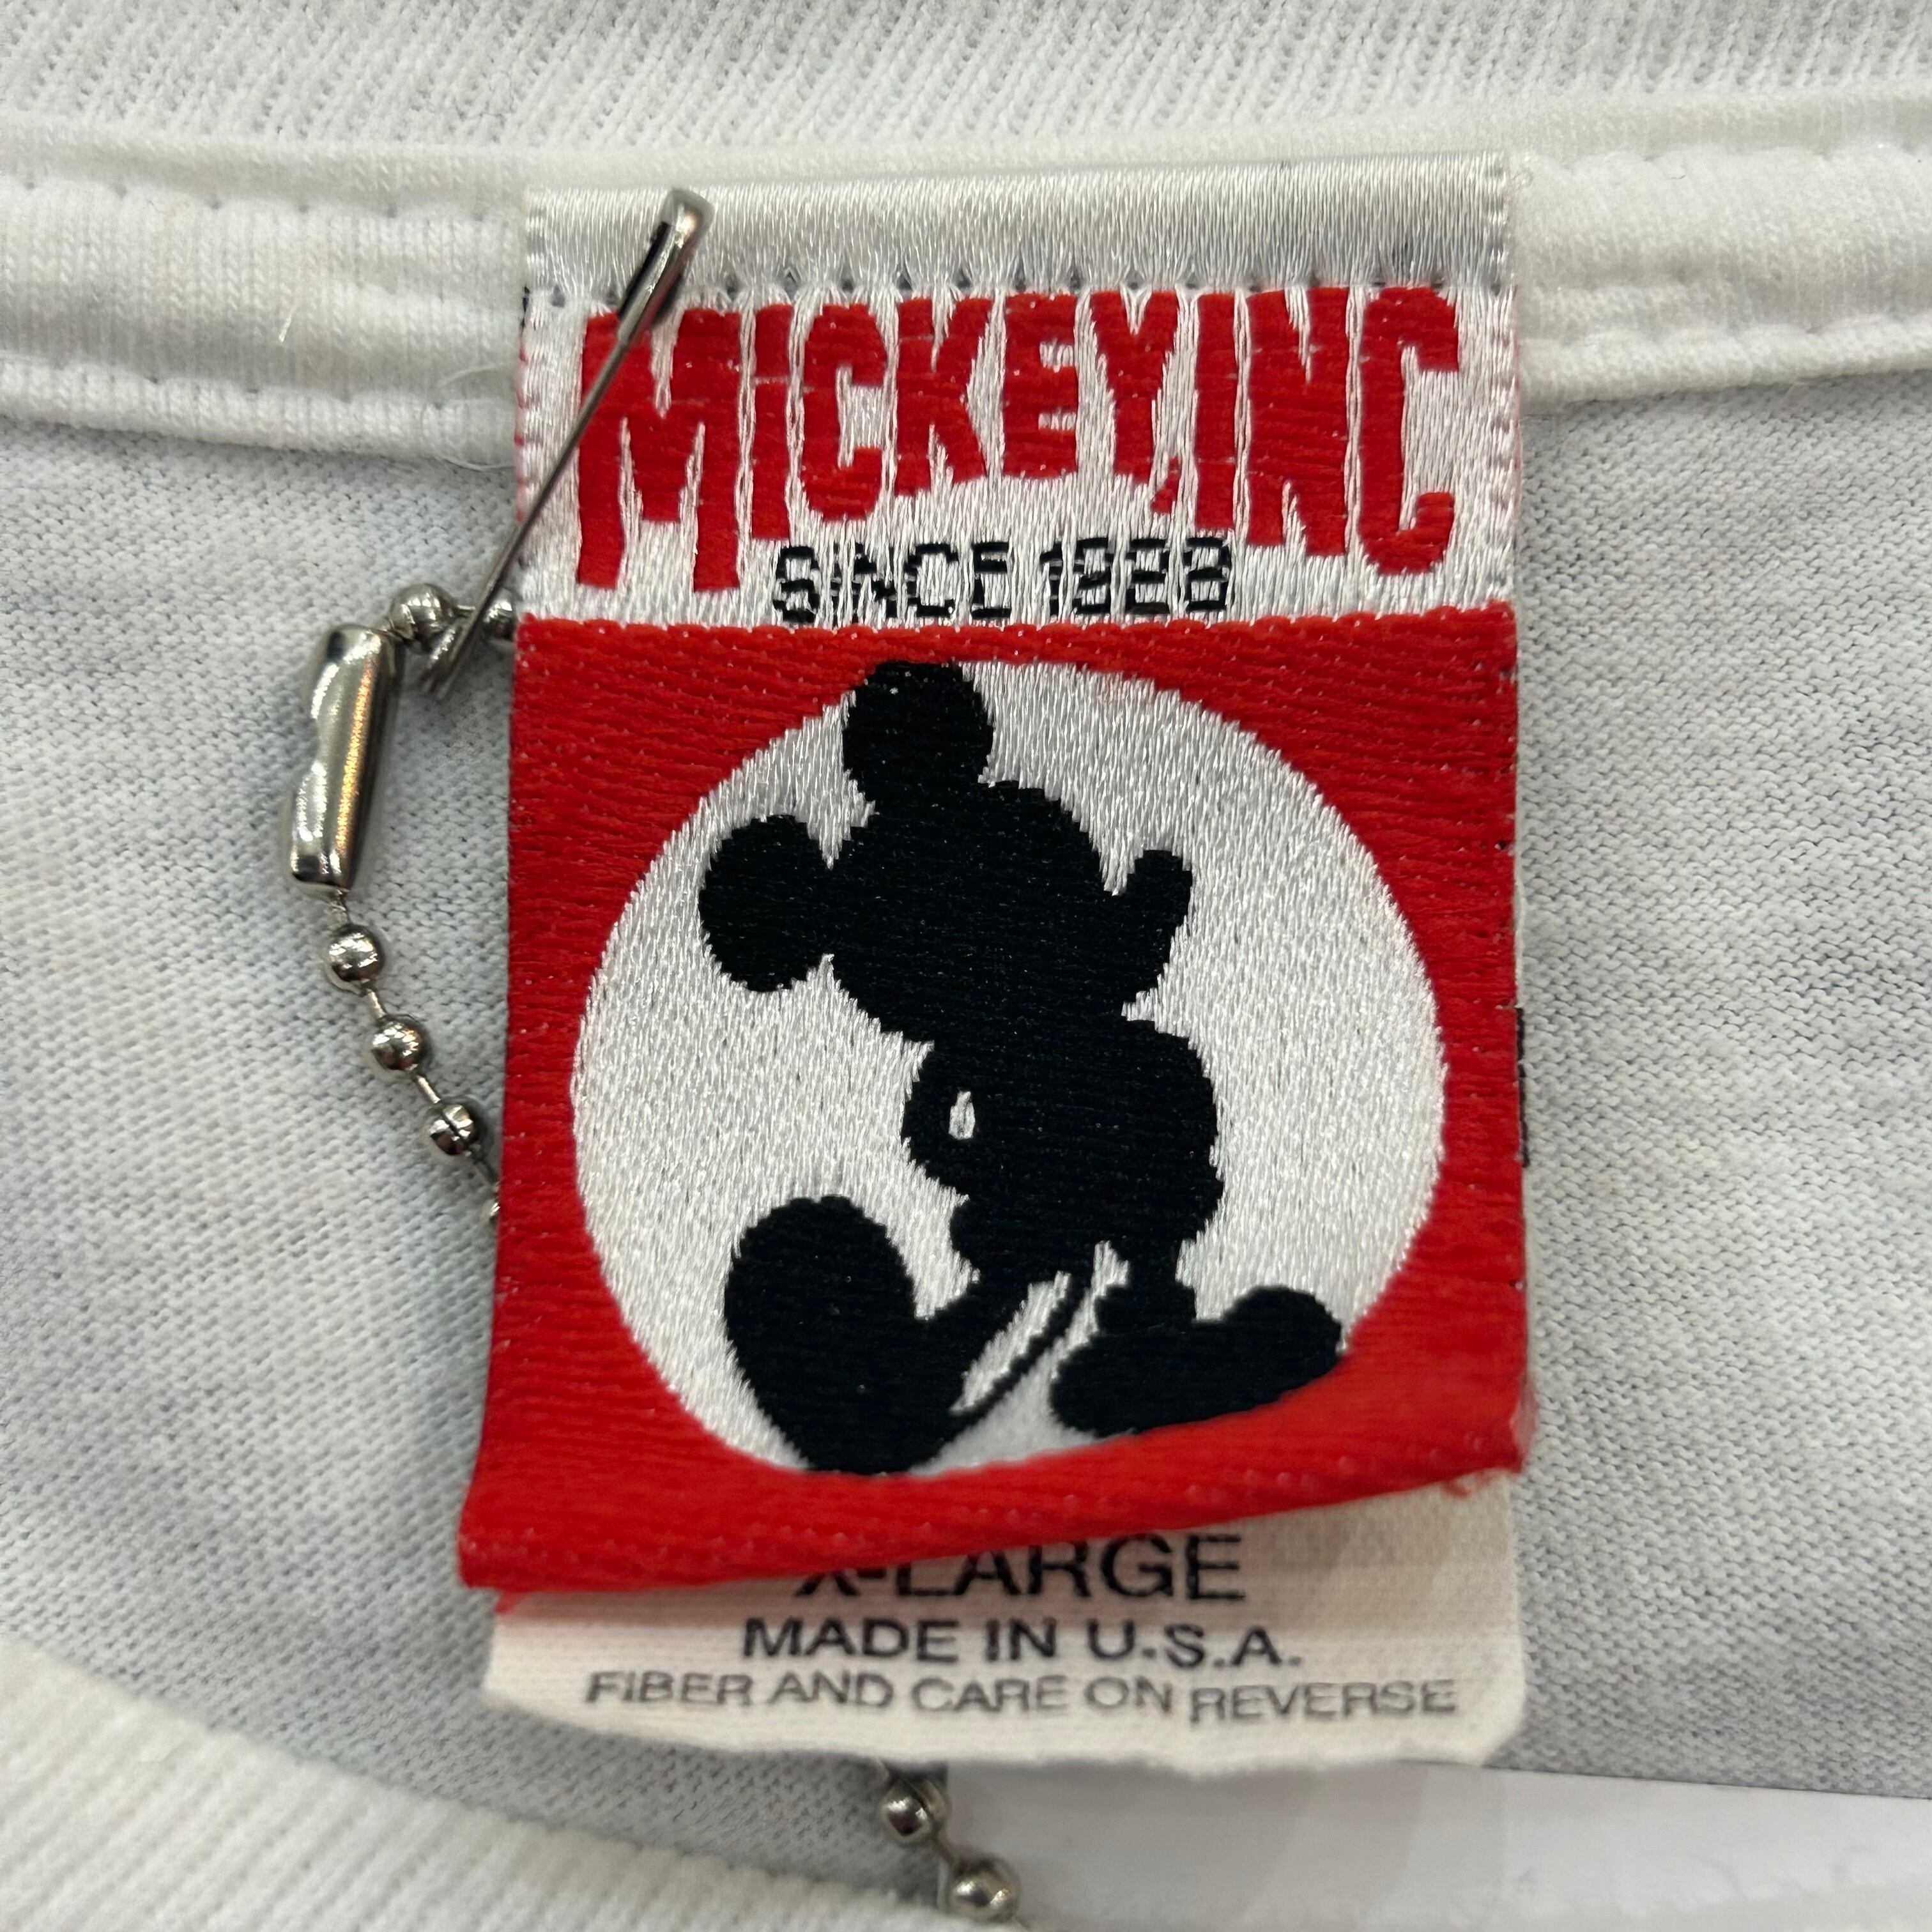 MICKEY, INC
SINCE 1928
X-LARGE
MADE IN U.S.A.
FIBER AND CARE ON REVERSE